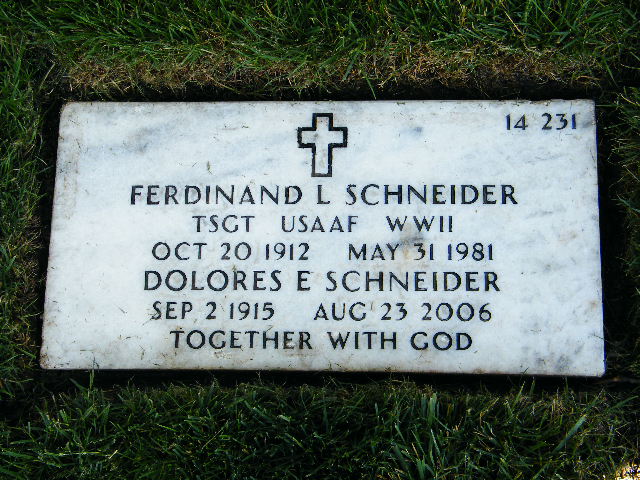 14 231
FERDINAND L SCHNEIDER
TSGT USAAF WWII
OCT 20 1912 MAY 31 1981
DOLORES E SCHNEIDER
SEP 2 1915 AUG 23 2006
TOGETHER WITH GOD